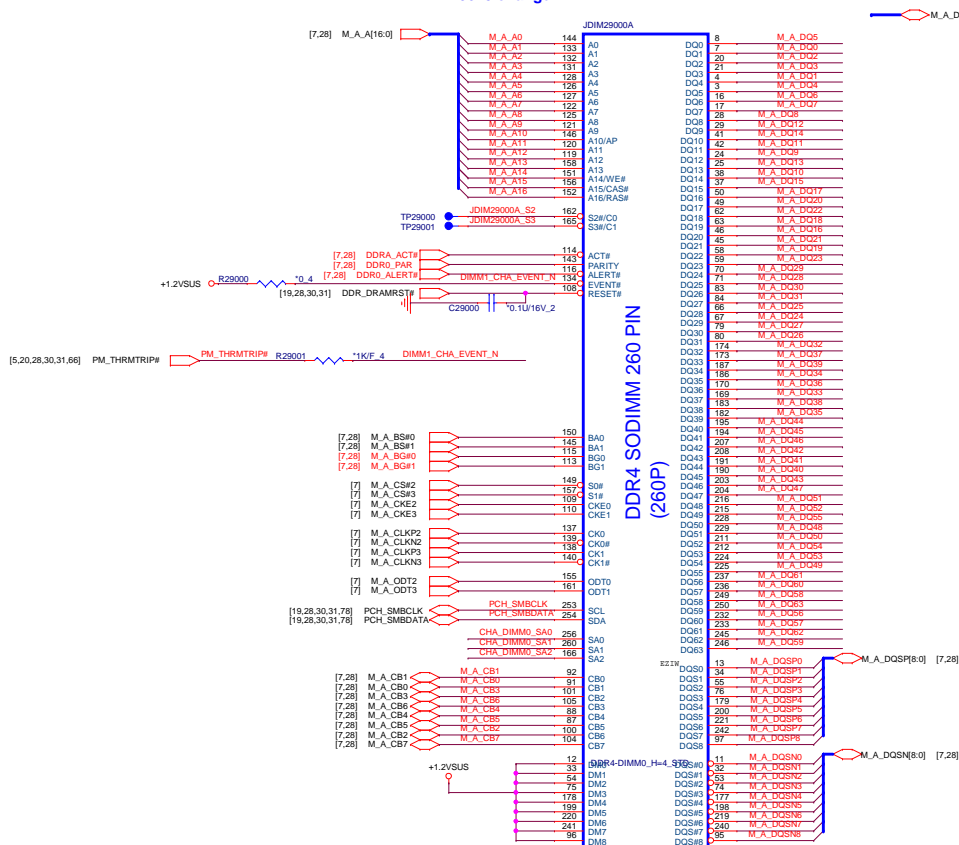 JDIM29000A
M_A_D
[7,28] M_A_A[16:0]
M_A_A0 144 A0
M_A_A1 133 A1
M_A_A2 132 A2
M_A_A3 131 A3
M_A_A4 128 A4
M_A_A5 126 A5
M_A_A6 127 A6
M_A_A7 122 A7
M_A_A8 125 A8
M_A_A9 121 A9
M_A_A10 146 A10/AP
M_A_A11 120 A11
M_A_A12 119 A12
M_A_A13 158 A13
M_A_A14 151 A14/WE#
M_A_A15 156 A15/CAS#
M_A_A16 152 A16/RAS#
TP29000 JDIM29000A_S2 162 S2#/C0
TP29001 JDIM29000A_S3 165 S3#/C1
[7,28] DDRA_ACT# 114 ACT#
[7,28] DDR0_PAR 143 PARITY
[7,28] DDR0_ALERT# 116 ALERT#
+1.2VSUS R29000 *0_4 DIMM1_CHA_EVENT_N 134 EVENT#
[19,28,30,31] DDR_DRAMRST# 108 RESET#
C29000 *0.1U/16V_2
[5,20,28,30,31,66] PM_THRMTRIP# PM_THRMTRIP# R29001 *1K/F_4 DIMM1_CHA_EVENT_N
DDR4 SODIMM 260 PIN
(260P)
[7,28] M_A_BS#0 150 BA0
[7,28] M_A_BS#1 145 BA1
[7,28] M_A_BG#0 115 BG0
[7,28] M_A_BG#1 113 BG1
[7] M_A_CS#2 149 S0#
[7] M_A_CS#3 157 S1#
[7] M_A_CKE2 109 CKE0
[7] M_A_CKE3 110 CKE1
[7] M_A_CLKP2 137 CK0
[7] M_A_CLKN2 139 CK0#
[7] M_A_CLKP3 138 CK1
[7] M_A_CLKN3 140 CK1#
[7] M_A_ODT2 155 ODT0
[7] M_A_ODT3 161 ODT1
[19,28,30,31,78] PCH_SMBCLK PCH_SMBCLK 253 SCL
[19,28,30,31,78] PCH_SMBDATA PCH_SMBDATA 254 SDA
CHA_DIMM0_SA0 256 SA0
CHA_DIMM0_SA1 260 SA1
CHA_DIMM0_SA2 166 SA2
[7,28] M_A_CB1 M_A_CB1 92 CB0
[7,28] M_A_CB0 M_A_CB0 91 CB1
[7,28] M_A_CB3 M_A_CB3 101 CB2
[7,28] M_A_CB6 M_A_CB6 105 CB3
[7,28] M_A_CB4 M_A_CB4 88 CB4
[7,28] M_A_CB5 M_A_CB5 87 CB5
[7,28] M_A_CB2 M_A_CB2 100 CB6
[7,28] M_A_CB7 M_A_CB7 104 CB7
+1.2VSUS
12 DM0
33 DM1
54 DM2
75 DM3
178 DM4
199 DM5
220 DM6
241 DM7
96 DM8
DQ0 8 M_A_DQ5
DQ1 7 M_A_DQ0
DQ2 20 M_A_DQ2
DQ3 21 M_A_DQ3
DQ4 4 M_A_DQ1
DQ5 3 M_A_DQ4
DQ6 16 M_A_DQ6
DQ7 17 M_A_DQ7
DQ8 28 M_A_DQ8
DQ9 29 M_A_DQ12
DQ10 41 M_A_DQ14
DQ11 42 M_A_DQ11
DQ12 24 M_A_DQ9
DQ13 25 M_A_DQ13
DQ14 38 M_A_DQ10
DQ15 37 M_A_DQ15
DQ16 50 M_A_DQ17
DQ17 49 M_A_DQ20
DQ18 62 M_A_DQ22
DQ19 63 M_A_DQ18
DQ20 46 M_A_DQ16
DQ21 45 M_A_DQ21
DQ22 58 M_A_DQ19
DQ23 59 M_A_DQ23
DQ24 70 M_A_DQ29
DQ25 71 M_A_DQ28
DQ26 83 M_A_DQ30
DQ27 84 M_A_DQ31
DQ28 66 M_A_DQ25
DQ29 67 M_A_DQ24
DQ30 79 M_A_DQ27
DQ31 80 M_A_DQ26
DQ32 174 M_A_DQ32
DQ33 173 M_A_DQ37
DQ34 187 M_A_DQ39
DQ35 186 M_A_DQ34
DQ36 170 M_A_DQ36
DQ37 169 M_A_DQ33
DQ38 183 M_A_DQ38
DQ39 182 M_A_DQ35
DQ40 195 M_A_DQ44
DQ41 194 M_A_DQ45
DQ42 207 M_A_DQ46
DQ43 208 M_A_DQ42
DQ44 191 M_A_DQ41
DQ45 190 M_A_DQ40
DQ46 203 M_A_DQ43
DQ47 204 M_A_DQ47
DQ48 216 M_A_DQ51
DQ49 215 M_A_DQ52
DQ50 228 M_A_DQ55
DQ51 229 M_A_DQ48
DQ52 211 M_A_DQ50
DQ53 212 M_A_DQ54
DQ54 224 M_A_DQ53
DQ55 225 M_A_DQ49
DQ56 237 M_A_DQ61
DQ57 236 M_A_DQ60
DQ58 249 M_A_DQ58
DQ59 250 M_A_DQ63
DQ60 232 M_A_DQ56
DQ61 233 M_A_DQ57
DQ62 245 M_A_DQ62
DQ63 246 M_A_DQ59
EZIW
M_A_DQSP[8:0] [7,28]
DQS0 13 M_A_DQSP0
DQS1 34 M_A_DQSP1
DQS2 55 M_A_DQSP2
DQS3 76 M_A_DQSP3
DQS4 179 M_A_DQSP4
DQS5 200 M_A_DQSP5
DQS6 221 M_A_DQSP6
DQS7 242 M_A_DQSP7
DQS8 97 M_A_DQSP8
M_A_DQSN[8:0] [7,28]
DDR4-DIMM0_H=4_STD
DQS#0 11 M_A_DQSN0
DQS#1 32 M_A_DQSN1
DQS#2 53 M_A_DQSN2
DQS#3 74 M_A_DQSN3
DQS#4 177 M_A_DQSN4
DQS#5 198 M_A_DQSN5
DQS#6 219 M_A_DQSN6
DQS#7 240 M_A_DQSN7
DQS#8 95 M_A_DQSN8